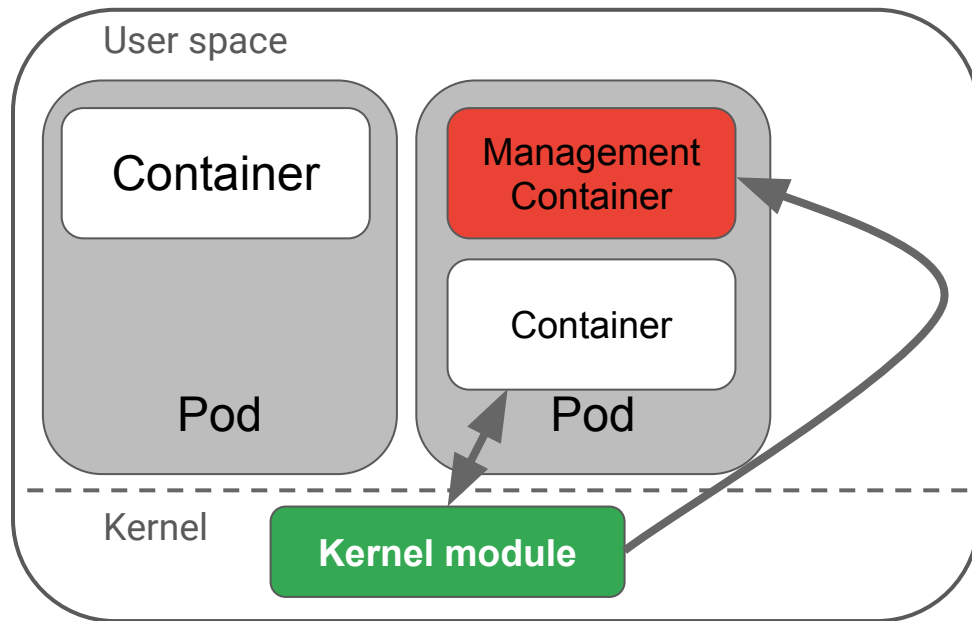 User space
Container
Pod
Management
Container
Container
Pod
Kernel
Kernel module